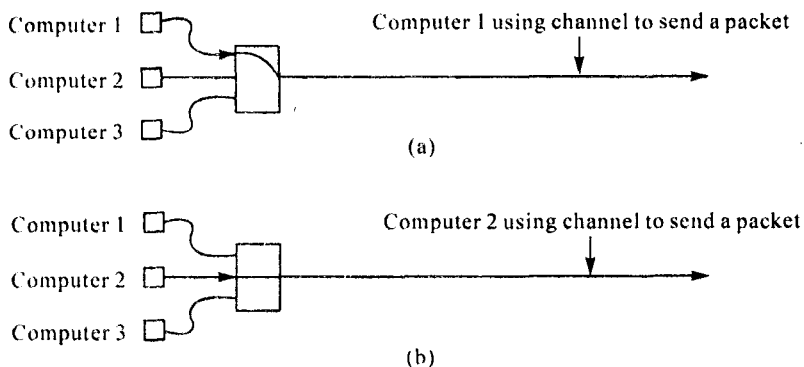 Computer 1
Computer 1 using channel to send a packet
Computer 2
Computer 3
(a)
Computer 1
Computer 2 using channel to send a packet
Computer 2
Computer 3
(b)